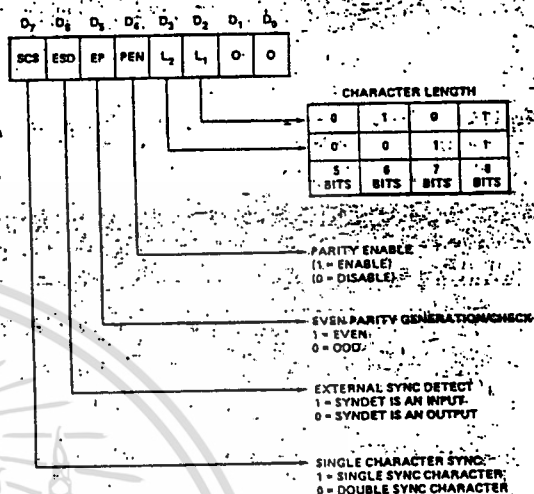 D7 D6 D5 D4 D3 D2 D1 D0
SCS ESD EP PEN L2 L1 0 0
CHARACTER LENGTH
0 1 0 1
0 0 1 1
5 6 7 8
BITS BITS BITS BITS
PARITY ENABLE
(1 = ENABLE)
(0 = DISABLE)
EVEN PARITY GENERATION/CHECK
1 = EVEN
0 = ODD
EXTERNAL SYNC DETECT
1 = SYNDET IS AN INPUT
0 = SYNDET IS AN OUTPUT
SINGLE CHARACTER SYNC
1 = SINGLE SYNC CHARACTER
0 = DOUBLE SYNC CHARACTER